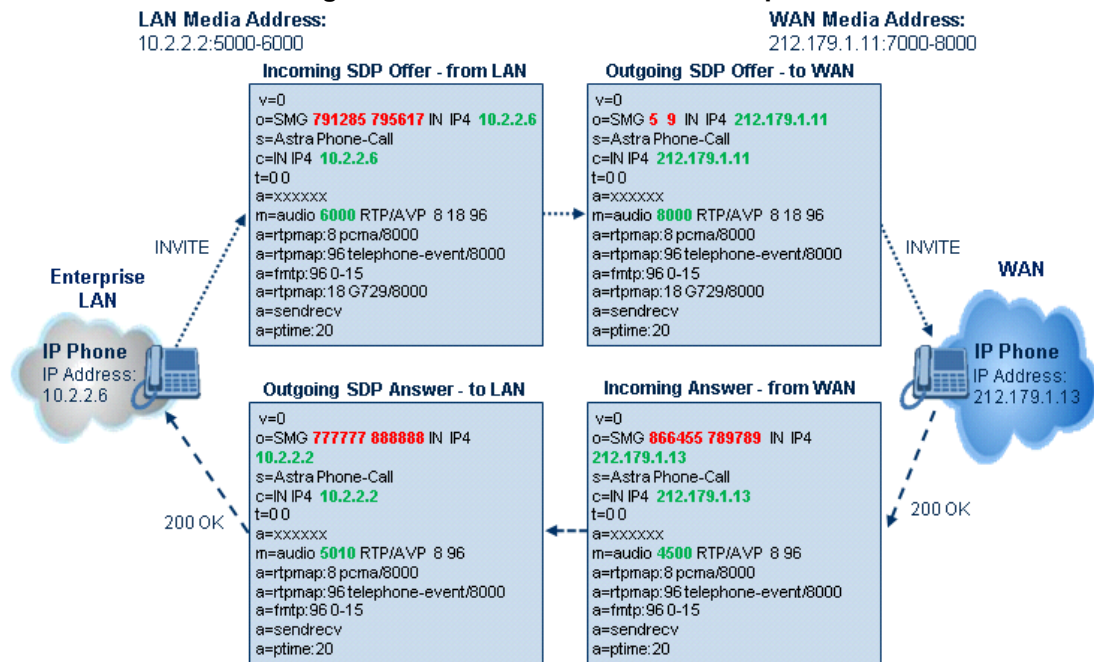 LAN Media Address:
10.2.2.2:5000-6000
WAN Media Address:
212.179.1.11:7000-8000
Incoming SDP Offer - from LAN
v=0
o=SMG 791285 795617 IN IP4 10.2.2.6
s=Astra Phone-Call
c=IN IP4 10.2.2.6
t=0 0
a=xxxxxx
m=audio 6000 RTP/AVP 8 18 96
a=rtpmap:8 pcma/8000
a=rtpmap:96 telephone-event/8000
a=fmtp:96 0-15
a=rtpmap:18 G729/8000
a=sendrecv
a=ptime:20
Outgoing SDP Offer - to WAN
v=0
o=SMG 5 9 IN IP4 212.179.1.11
s=Astra Phone-Call
c=IN IP4 212.179.1.11
t=0 0
a=xxxxxx
m=audio 8000 RTP/AVP 8 18 96
a=rtpmap:8 pcma/8000
a=rtpmap:96 telephone-event/8000
a=fmtp:96 0-15
a=rtpmap:18 G729/8000
a=sendrecv
a=ptime:20
INVITE
INVITE
Enterprise
LAN
IP Phone
IP Address:
10.2.2.6
WAN
IP Phone
IP Address:
212.179.1.13
Outgoing SDP Answer - to LAN
v=0
o=SMG 777777 888888 IN IP4
10.2.2.2
s=Astra Phone-Call
c=IN IP4 10.2.2.2
t=0 0
a=xxxxxx
m=audio 5010 RTP/AVP 8 96
a=rtpmap:8 pcma/8000
a=rtpmap:96 telephone-event/8000
a=fmtp:96 0-15
a=sendrecv
a=ptime:20
Incoming Answer - from WAN
v=0
o=SMG 866455 789789 IN IP4
212.179.1.13
s=Astra Phone-Call
c=IN IP4 212.179.1.13
t=0 0
a=xxxxxx
m=audio 4500 RTP/AVP 8 96
a=rtpmap:8 pcma/8000
a=rtpmap:96 telephone-event/8000
a=fmtp:96 0-15
a=sendrecv
a=ptime:20
200 OK
200 OK